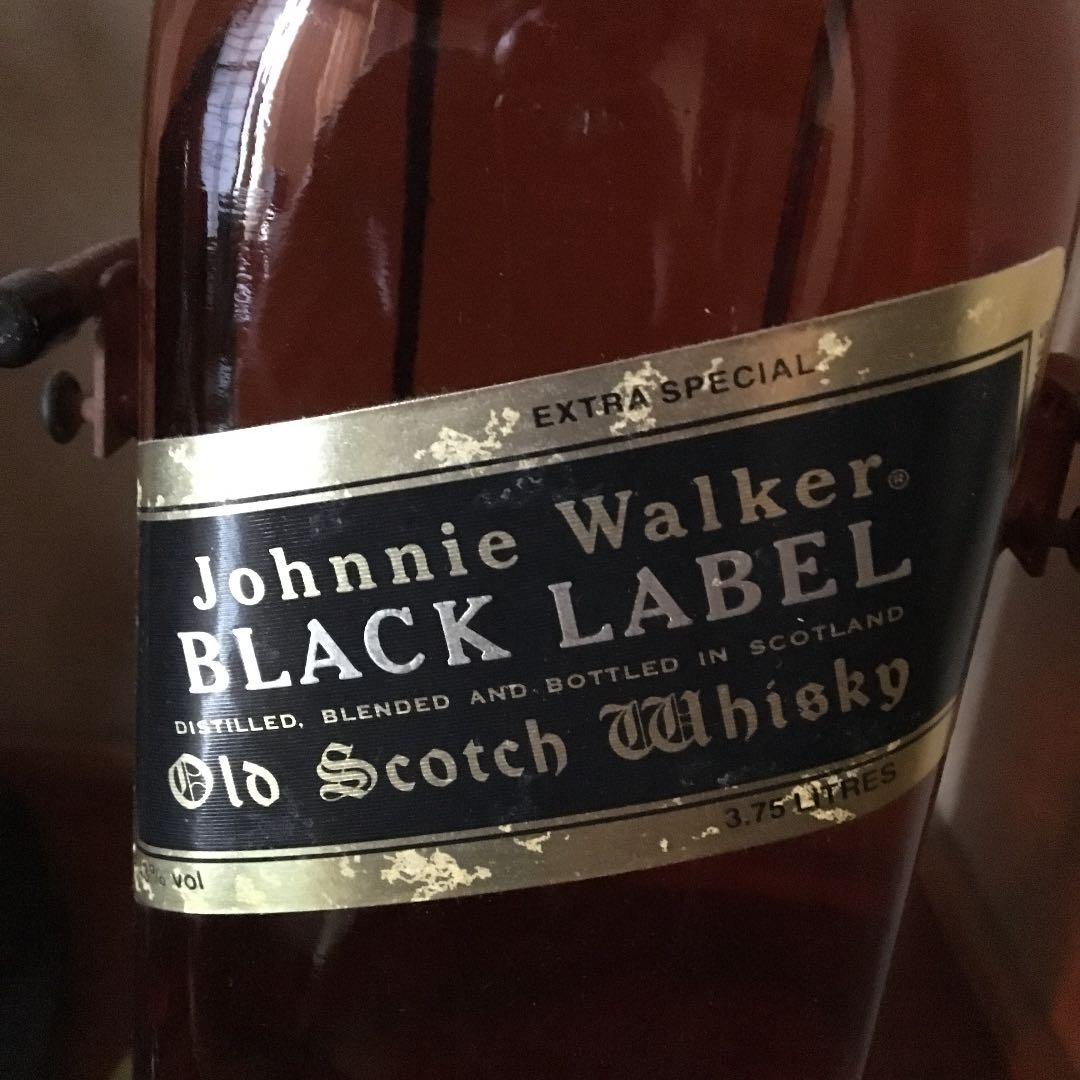 EXTRA SPECIAL
Johnnie Walker®
BLACK LABEL
DISTILLED, BLENDED AND BOTTLED IN SCOTLAND
Old Scotch Whisky
3.75 LITRES
vol